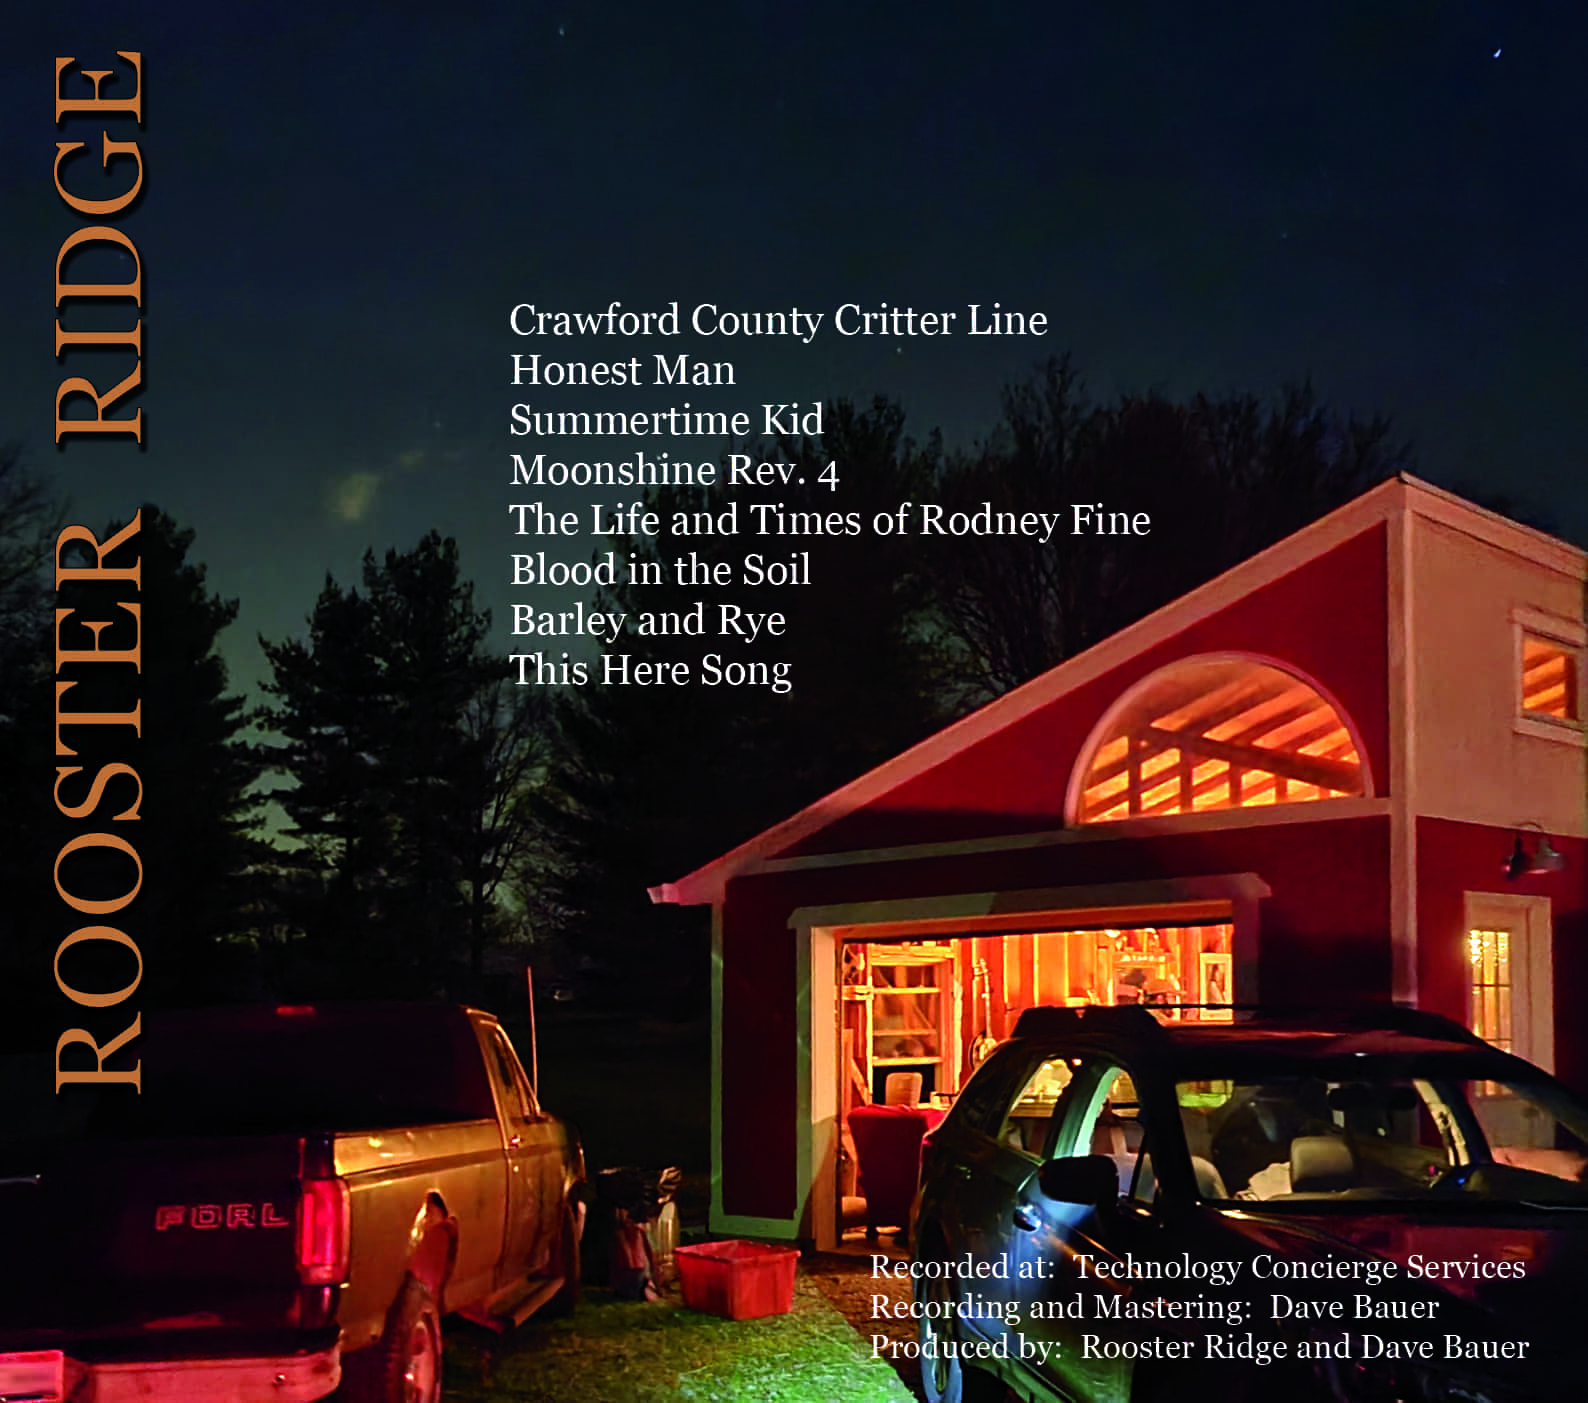 ROOSTER RIDGE
Crawford County Critter Line
Honest Man
Summertime Kid
Moonshine Rev. 4
The Life and Times of Rodney Fine
Blood in the Soil
Barley and Rye
This Here Song
FORL
Recorded at: Technology Concierge Services
Recording and Mastering: Dave Bauer
Produced by: Rooster Ridge and Dave Bauer